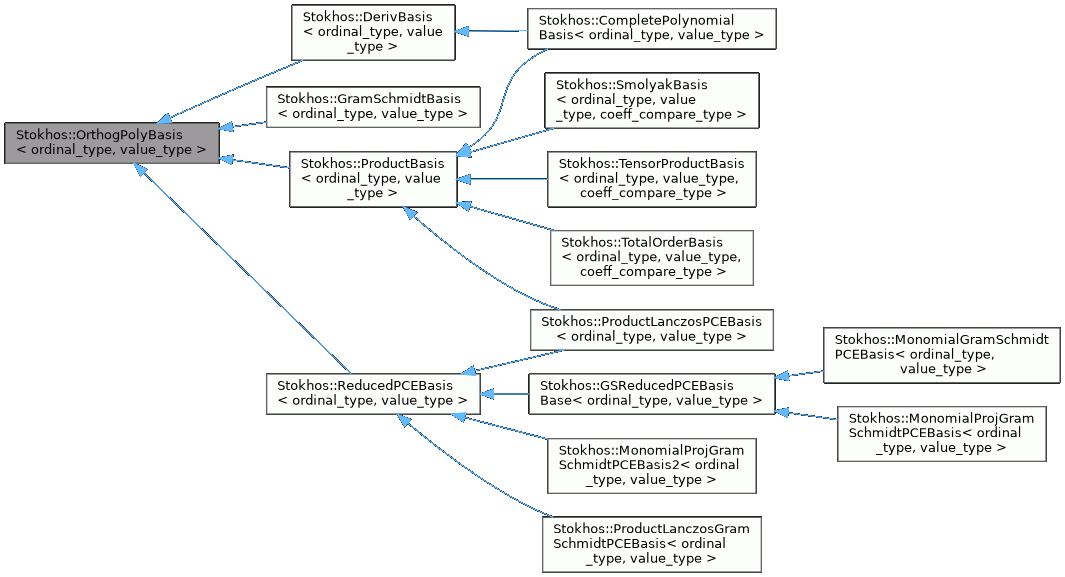 Stokhos::DerivBasis
< ordinal_type, value
_type >
Stokhos::CompletePolynomial
Basis< ordinal_type, value_type >
Stokhos::SmolyakBasis
< ordinal_type, value
_type, coeff_compare_type >
Stokhos::GramSchmidtBasis
< ordinal_type, value_type >
Stokhos::OrthogPolyBasis
< ordinal_type, value_type >
Stokhos::ProductBasis
< ordinal_type, value
_type >
Stokhos::TensorProductBasis
< ordinal_type, value_type,
coeff_compare_type >
Stokhos::TotalOrderBasis
< ordinal_type, value_type,
coeff_compare_type >
Stokhos::ProductLanczosPCEBasis
< ordinal_type, value_type >
Stokhos::MonomialGramSchmidt
PCEBasis< ordinal_type,
value_type >
Stokhos::ReducedPCEBasis
< ordinal_type, value_type >
Stokhos::GSReducedPCEBasis
Base< ordinal_type, value_type >
Stokhos::MonomialProjGram
SchmidtPCEBasis< ordinal
_type, value_type >
Stokhos::MonomialProjGram
SchmidtPCEBasis2< ordinal
_type, value_type >
Stokhos::ProductLanczosGram
SchmidtPCEBasis< ordinal
_type, value_type >